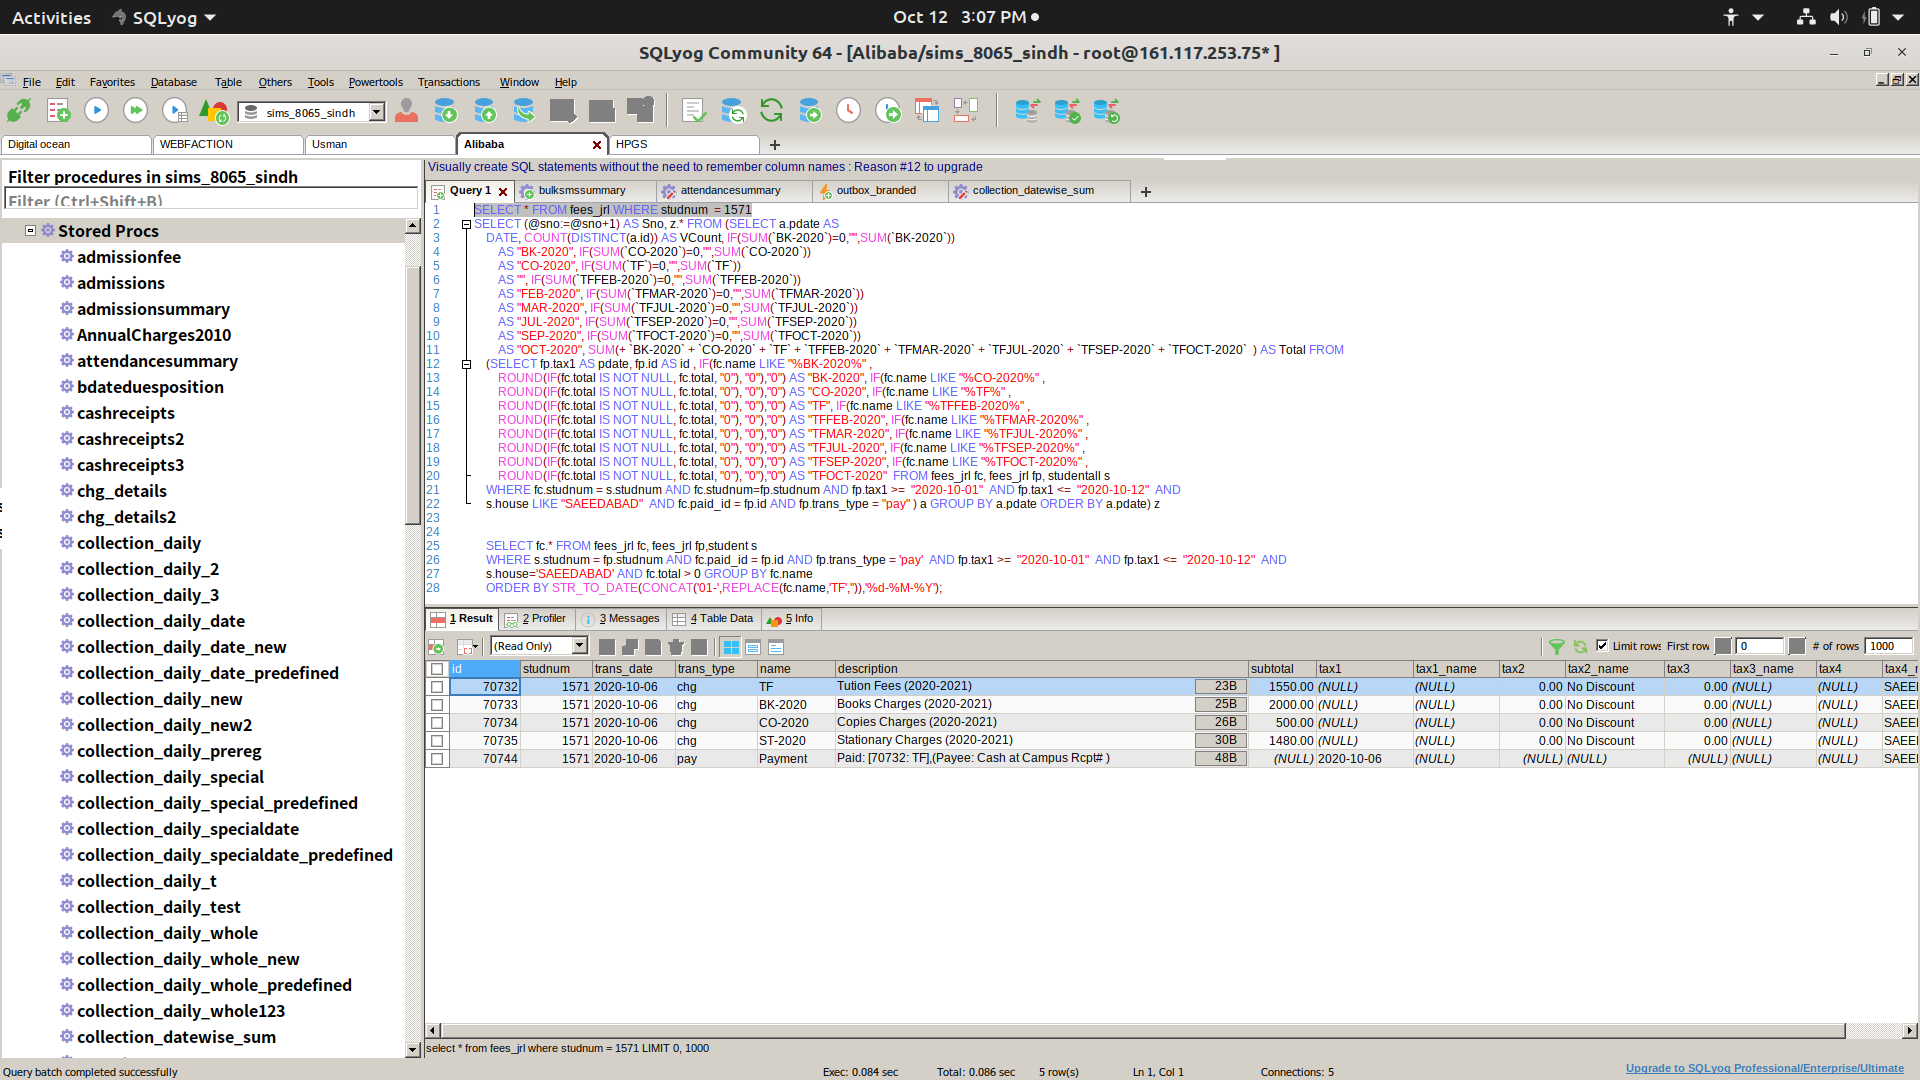 Activities SQLyog Oct 12 3:07 PM
SQLyog Community 64 - [Alibaba/sims_8065_sindh - root@161.117.253.75* ]
File Edit Favorites Database Table Others Tools Powertools Transactions Window Help
sims_8065_sindh
Digital ocean WEBFACTION Usman Alibaba HPGS
Visually create SQL statements without the need to remember column names : Reason #12 to upgrade
Filter procedures in sims_8065_sindh
Filter (Ctrl+Shift+B)
Stored Procs
admissionfee
admissions
admissionsummary
AnnualCharges2010
attendancesummary
bdateduesposition
cashreceipts
cashreceipts2
cashreceipts3
chg_details
chg_details2
collection_daily
collection_daily_2
collection_daily_3
collection_daily_date
collection_daily_date_new
collection_daily_date_predefined
collection_daily_new
collection_daily_new2
collection_daily_prereg
collection_daily_special
collection_daily_special_predefined
collection_daily_specialdate
collection_daily_specialdate_predefined
collection_daily_t
collection_daily_test
collection_daily_whole
collection_daily_whole_new
collection_daily_whole_predefined
collection_daily_whole123
collection_datewise_sum
Query 1 bulksmssummary attendancesummary outbox_branded collection_datewise_sum
1 SELECT * FROM fees_jrl WHERE studnum = 1571
2 SELECT (@sno:=@sno+1) AS Sno, z.* FROM (SELECT a.pdate AS
3 DATE, COUNT(DISTINCT(a.id)) AS VCount, IF(SUM(`BK-2020`)=0,"",SUM(`BK-2020`))
4 AS "BK-2020", IF(SUM(`CO-2020`)=0,"",SUM(`CO-2020`))
5 AS "CO-2020", IF(SUM(`TF`)=0,"",SUM(`TF`))
6 AS "", IF(SUM(`TFFEB-2020`)=0,"",SUM(`TFFEB-2020`))
7 AS "FEB-2020", IF(SUM(`TFMAR-2020`)=0,"",SUM(`TFMAR-2020`))
8 AS "MAR-2020", IF(SUM(`TFJUL-2020`)=0,"",SUM(`TFJUL-2020`))
9 AS "JUL-2020", IF(SUM(`TFSEP-2020`)=0,"",SUM(`TFSEP-2020`))
10 AS "SEP-2020", IF(SUM(`TFOCT-2020`)=0,"",SUM(`TFOCT-2020`))
11 AS "OCT-2020", SUM(+ `BK-2020` + `CO-2020` + `TF` + `TFFEB-2020` + `TFMAR-2020` + `TFJUL-2020` + `TFSEP-2020` + `TFOCT-2020` ) AS Total FROM
12 (SELECT fp.tax1 AS pdate, fp.id AS id , IF(fc.name LIKE "%BK-2020%" ,
13 ROUND(IF(fc.total IS NOT NULL, fc.total, "0"), "0"),"0") AS "BK-2020", IF(fc.name LIKE "%CO-2020%" ,
14 ROUND(IF(fc.total IS NOT NULL, fc.total, "0"), "0"),"0") AS "CO-2020", IF(fc.name LIKE "%TF%" ,
15 ROUND(IF(fc.total IS NOT NULL, fc.total, "0"), "0"),"0") AS "TF", IF(fc.name LIKE "%TFFEB-2020%" ,
16 ROUND(IF(fc.total IS NOT NULL, fc.total, "0"), "0"),"0") AS "TFFEB-2020", IF(fc.name LIKE "%TFMAR-2020%" ,
17 ROUND(IF(fc.total IS NOT NULL, fc.total, "0"), "0"),"0") AS "TFMAR-2020", IF(fc.name LIKE "%TFJUL-2020%" ,
18 ROUND(IF(fc.total IS NOT NULL, fc.total, "0"), "0"),"0") AS "TFJUL-2020", IF(fc.name LIKE "%TFSEP-2020%" ,
19 ROUND(IF(fc.total IS NOT NULL, fc.total, "0"), "0"),"0") AS "TFSEP-2020", IF(fc.name LIKE "%TFOCT-2020%" ,
20 ROUND(IF(fc.total IS NOT NULL, fc.total, "0"), "0"),"0") AS "TFOCT-2020" FROM fees_jrl fc, fees_jrl fp, studentall s
21 WHERE fc.studnum = s.studnum AND fc.studnum=fp.studnum AND fp.tax1 >= "2020-10-01" AND fp.tax1 <= "2020-10-12" AND
22 s.house LIKE "SAEEDABAD" AND fc.paid_id = fp.id AND fp.trans_type = "pay" ) a GROUP BY a.pdate ORDER BY a.pdate) z
23
24
25 SELECT fc.* FROM fees_jrl fc, fees_jrl fp,student s
26 WHERE s.studnum = fp.studnum AND fc.paid_id = fp.id AND fp.trans_type = 'pay' AND fp.tax1 >= "2020-10-01" AND fp.tax1 <= "2020-10-12" AND
27 s.house='SAEEDABAD' AND fc.total > 0 GROUP BY fc.name
28 ORDER BY STR_TO_DATE(CONCAT('01-',REPLACE(fc.name,'TF','')),'%d-%M-%Y');
1 Result 2 Profiler 3 Messages 4 Table Data 5 Info
(Read Only) Limit rows First row 0 # of rows 1000
id studnum trans_date trans_type name description subtotal tax1 tax1_name tax2 tax2_name tax3 tax3_name tax4
70732 1571 2020-10-06 chg TF Tution Fees (2020-2021) 23B 1550.00 (NULL) (NULL) 0.00 No Discount 0.00 (NULL) (NULL)
70733 1571 2020-10-06 chg BK-2020 Books Charges (2020-2021) 25B 2000.00 (NULL) (NULL) 0.00 No Discount 0.00 (NULL) (NULL)
70734 1571 2020-10-06 chg CO-2020 Copies Charges (2020-2021) 26B 500.00 (NULL) (NULL) 0.00 No Discount 0.00 (NULL) (NULL)
70735 1571 2020-10-06 chg ST-2020 Stationary Charges (2020-2021) 30B 1480.00 (NULL) (NULL) 0.00 No Discount 0.00 (NULL) (NULL)
70744 1571 2020-10-06 pay Payment Paid: [70732: TF],(Payee: Cash at Campus Rcpt# ) 48B (NULL) 2020-10-06 (NULL) (NULL) (NULL) (NULL) (NULL) (NULL)
select * from fees_jrl where studnum = 1571 LIMIT 0, 1000
Query batch completed successfully Exec: 0.084 sec Total: 0.086 sec 5 row(s) Ln 1, Col 1 Connections: 5 Upgrade to SQLyog Professional/Enterprise/Ultimate